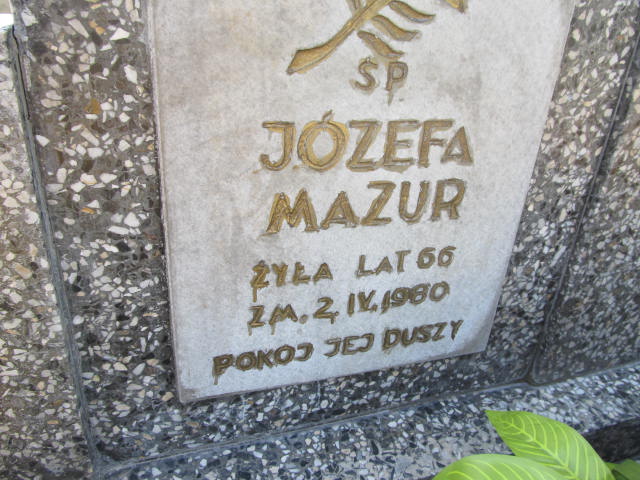 ŚP
JÓZEFA
MAZUR
ŻYŁA LAT 66
ZM. 2.IV.1980
POKÓJ JEJ DUSZY